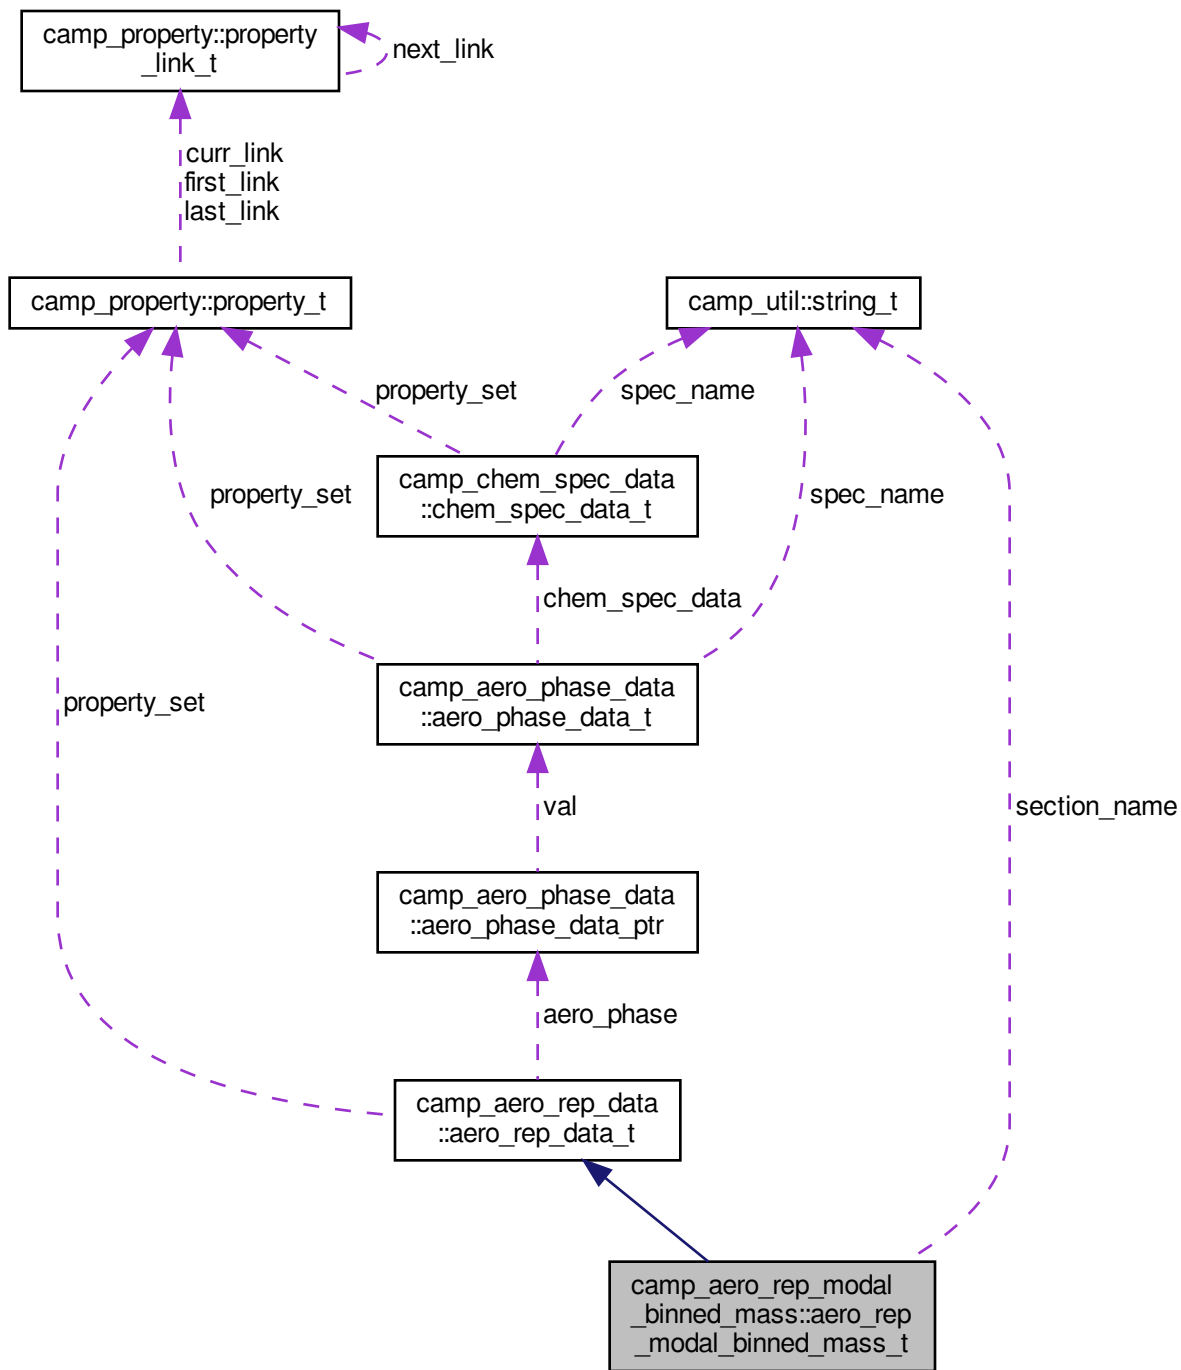 camp_property::property
_link_t
next_link
curr_link
first_link
last_link
camp_property::property_t
camp_util::string_t
property_set
spec_name
camp_chem_spec_data
::chem_spec_data_t
property_set
spec_name
chem_spec_data
camp_aero_phase_data
::aero_phase_data_t
property_set
val
section_name
camp_aero_phase_data
::aero_phase_data_ptr
aero_phase
camp_aero_rep_data
::aero_rep_data_t
camp_aero_rep_modal
_binned_mass::aero_rep
_modal_binned_mass_t